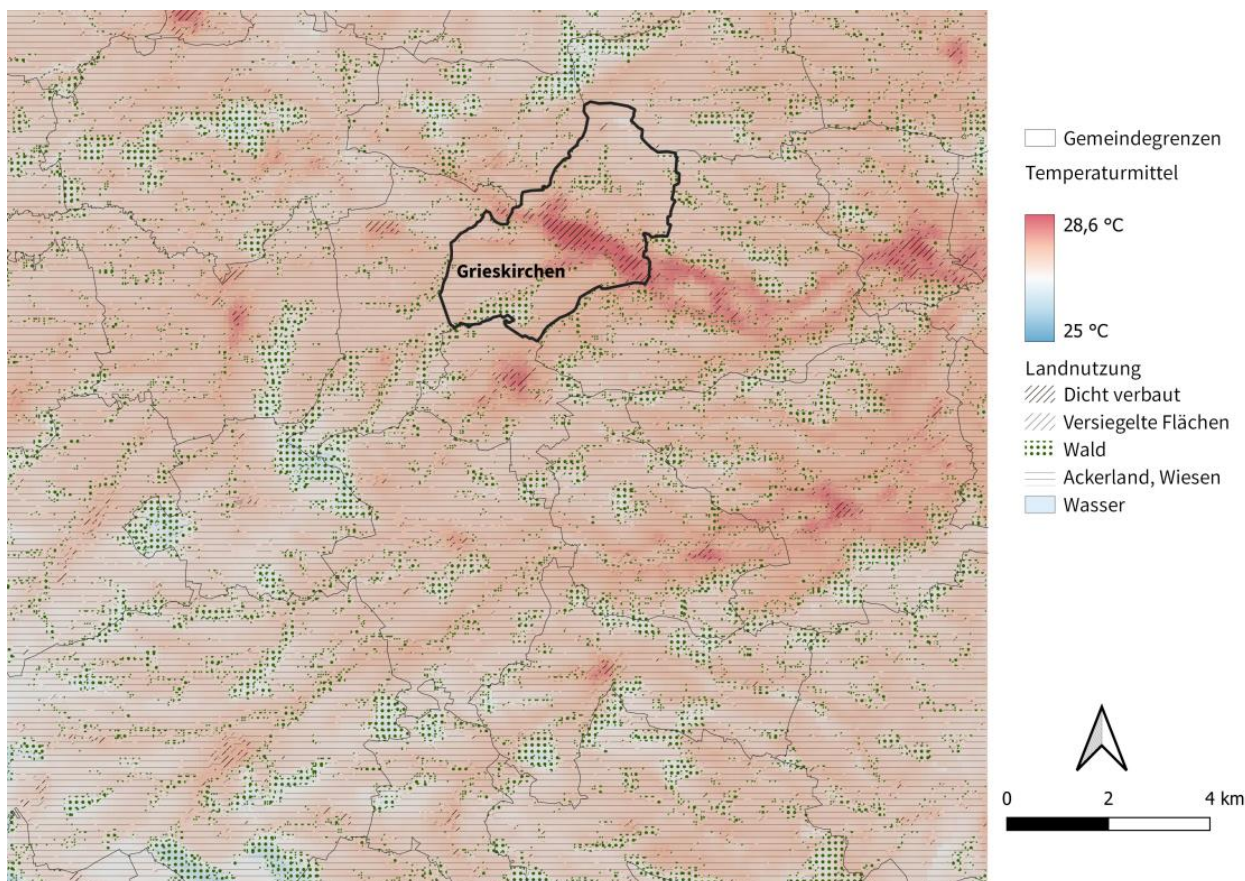 Grieskirchen
Gemeindegrenzen
Temperaturmittel
28,6 °C
25 °C
Landnutzung
Dicht verbaut
Versiegelte Flächen
Wald
Ackerland, Wiesen
Wasser
0 2 4 km